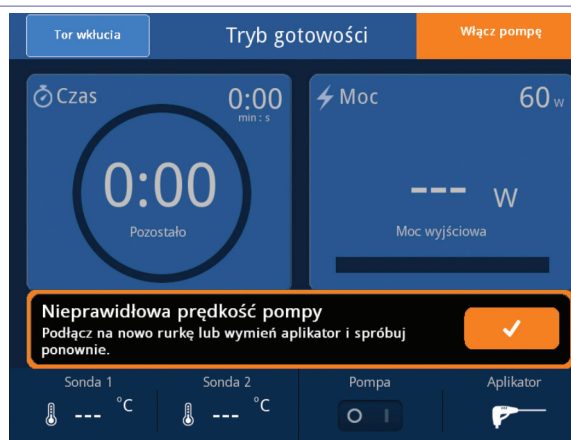 Tor wkłucia
Tryb gotowości
Włącz pompę
Czas
0:00
min : s
0:00
Pozostało
Moc
60 w
--- W
Moc wyjściowa
Nieprawidłowa prędkość pompy
Podłącz na nowo rurkę lub wymień aplikator i spróbuj
ponownie.
Sonda 1
--- °C
Sonda 2
--- °C
Pompa
O I
Aplikator